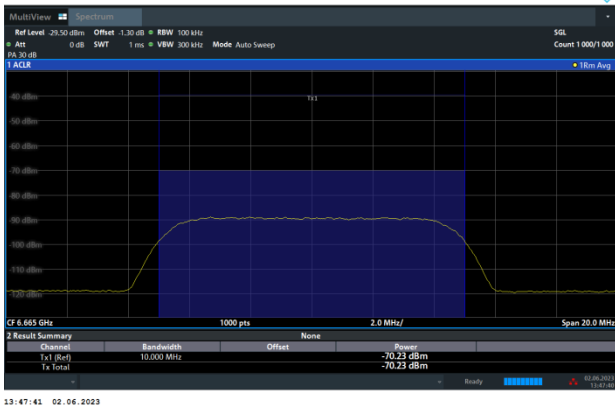 MultiView Spectrum
Ref Level -29.50 dBm Offset -1.30 dB RBW 100 kHz SGL
Att 0 dB SWT 1 ms VBW 300 kHz Mode Auto Sweep Count 1000/1000
PA 30 dB
1 ACLR 1Rm Avg
Tx1
-40 dBm
-50 dBm
-60 dBm
-70 dBm
-80 dBm
-90 dBm
-100 dBm
-110 dBm
-120 dBm
CF 6.665 GHz 1000 pts 2.0 MHz/ Span 20.0 MHz
2 Result Summary None
Channel Bandwidth Offset Power
Tx1 (Ref) 10.000 MHz -70.23 dBm
Tx Total -70.23 dBm
Ready 02.06.2023
13:47:40
13:47:41 02.06.2023